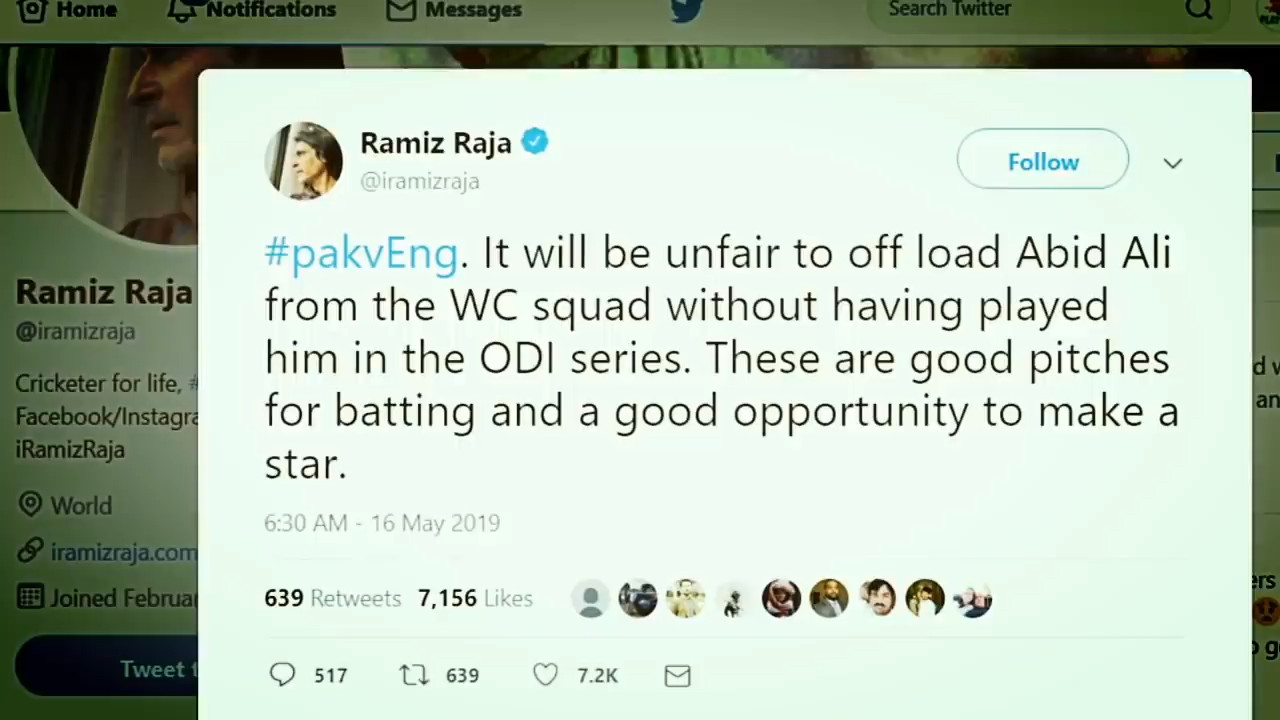 Home
Notifications
Messages
Search Twitter
Ramiz Raja
@iramizraja
Follow
#pakvEng. It will be unfair to off load Abid Ali
from the WC squad without having played
him in the ODI series. These are good pitches
for batting and a good opportunity to make a
star.
6:30 AM - 16 May 2019
639 Retweets 7,156 Likes
517 639 7.2K
Ramiz Raja
@iramizraja
Cricketer for life,
Facebook/Instagra
iRamizRaja
World
iramizraja.com
Joined Februar
Tweet t